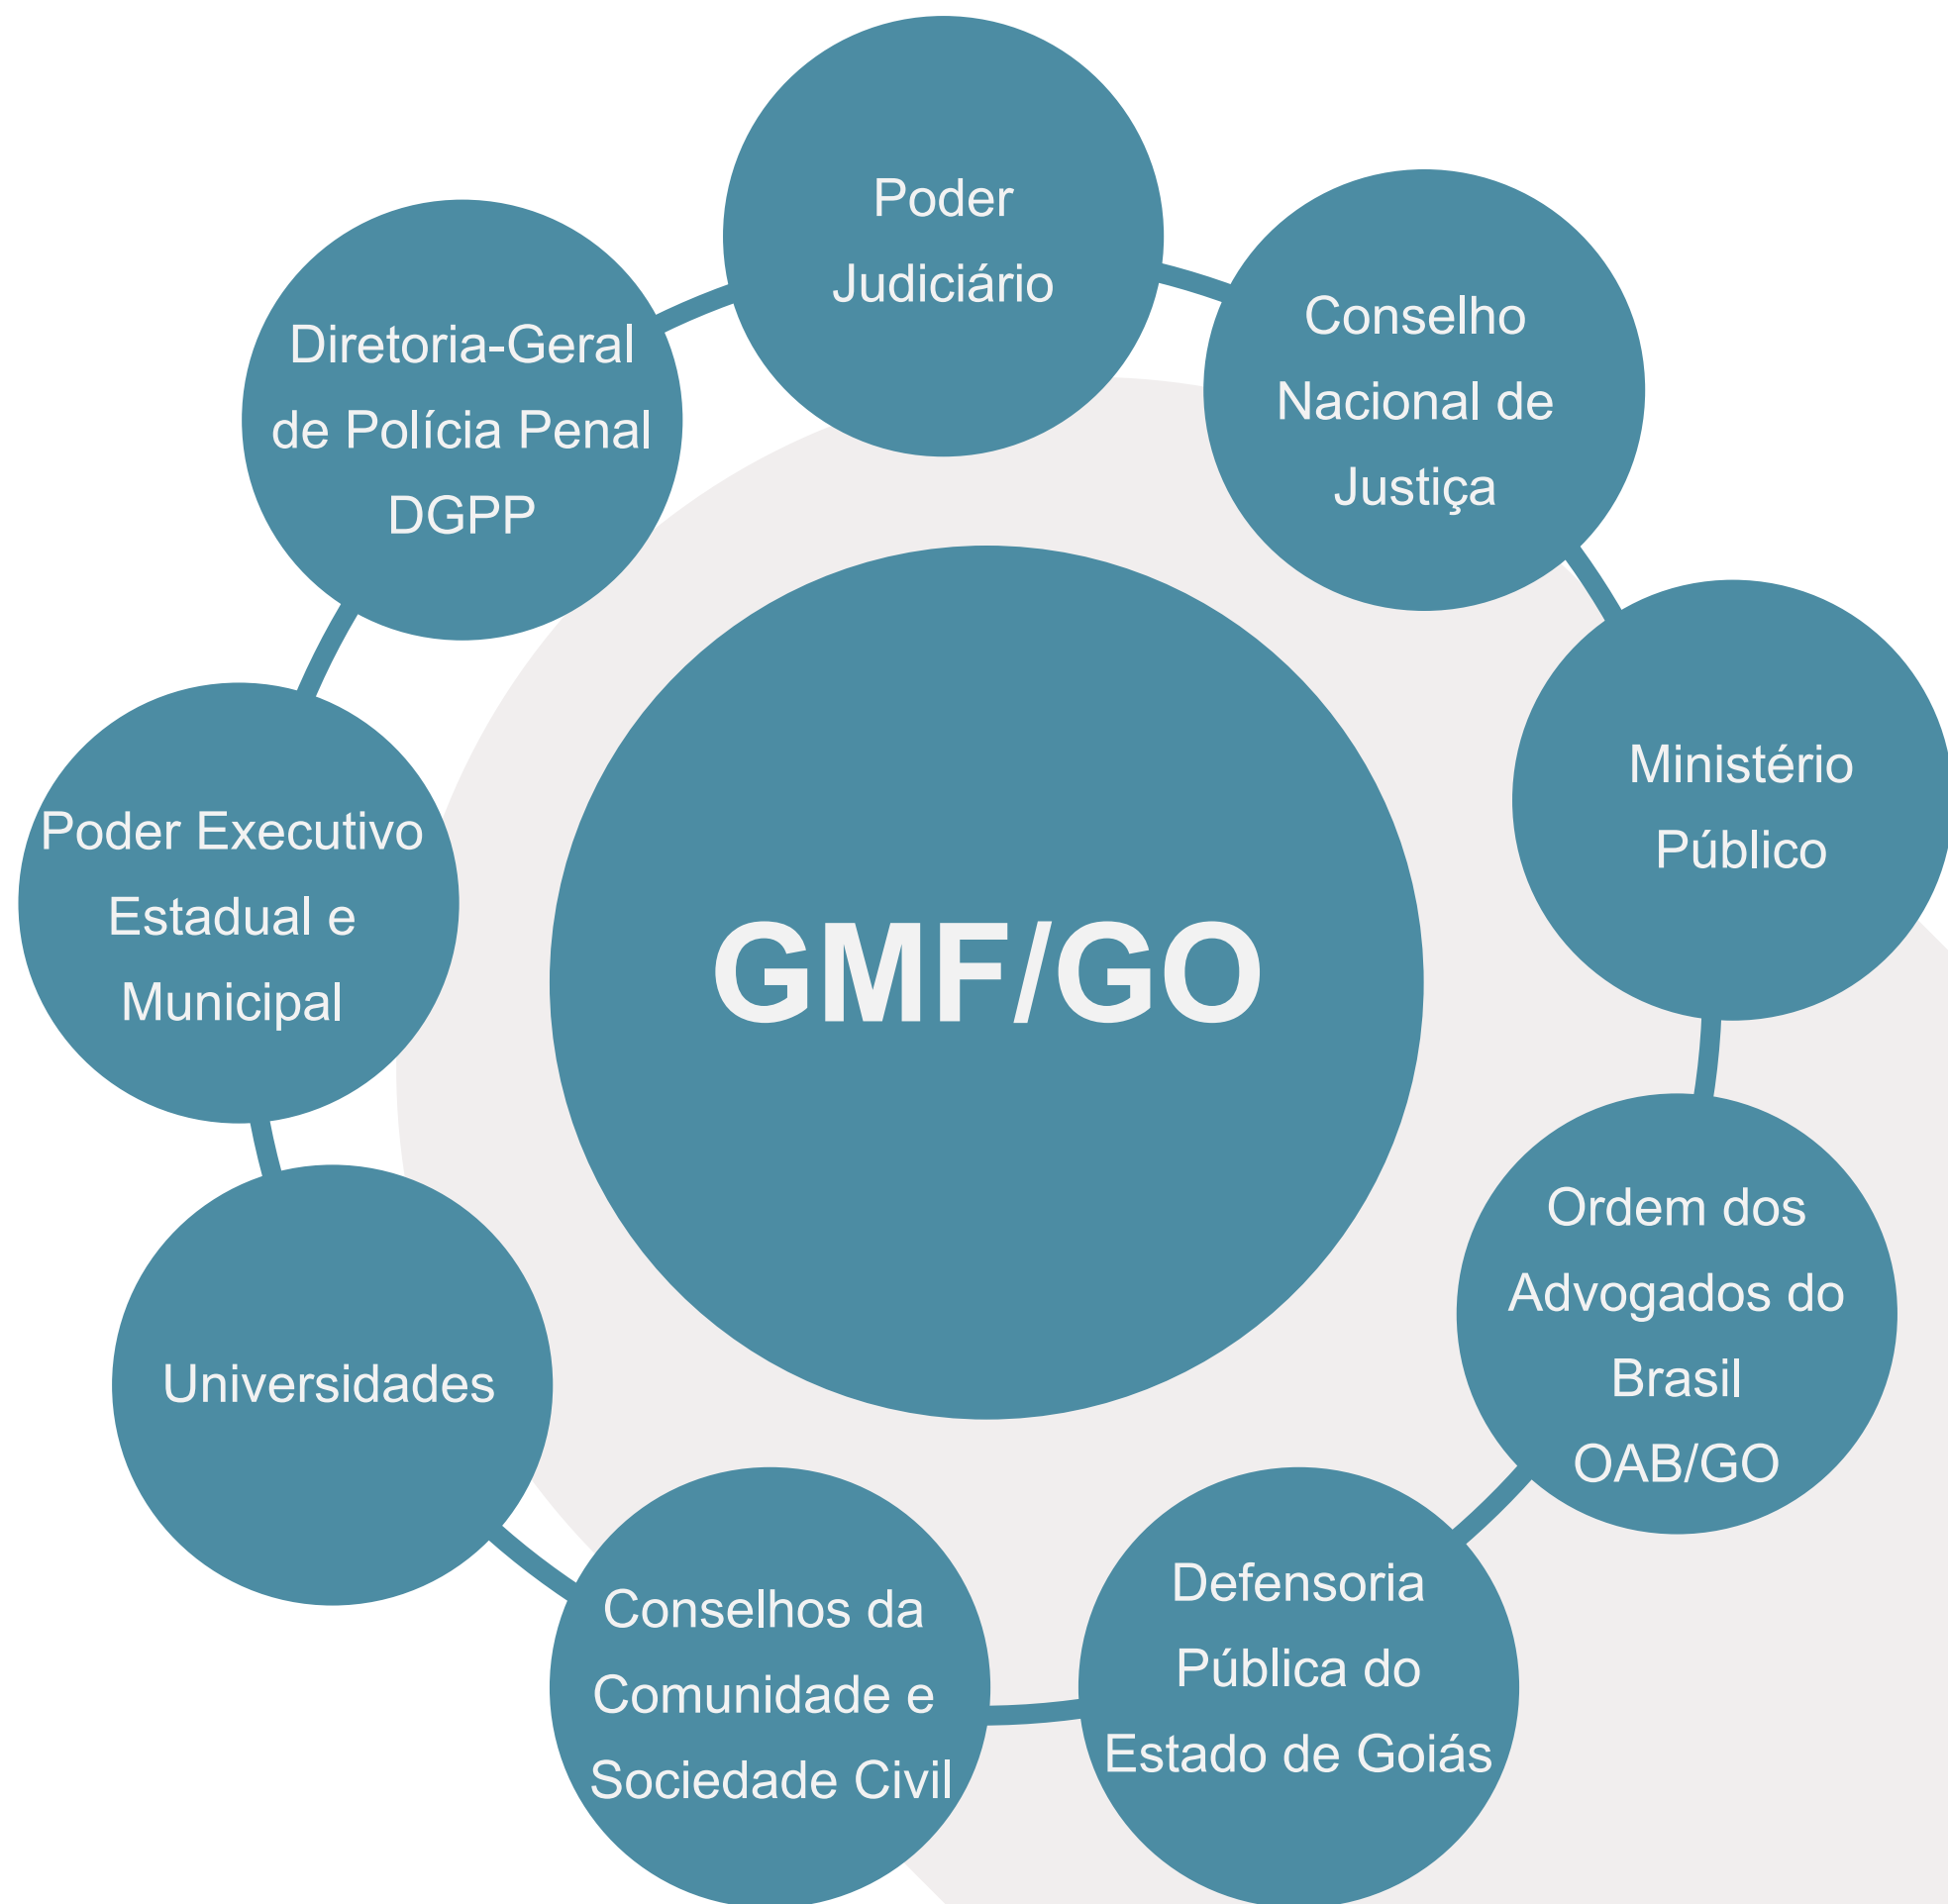 Poder
Judiciário
Conselho
Nacional de
Justiça
Ministério
Público
Ordem dos
Advogados do
Brasil
OAB/GO
Defensoria
Pública do
Estado de Goiás
Conselhos da
Comunidade e
Sociedade Civil
Universidades
Poder Executivo
Estadual e
Municipal
Diretoria-Geral
de Polícia Penal
DGPP
GMF/GO